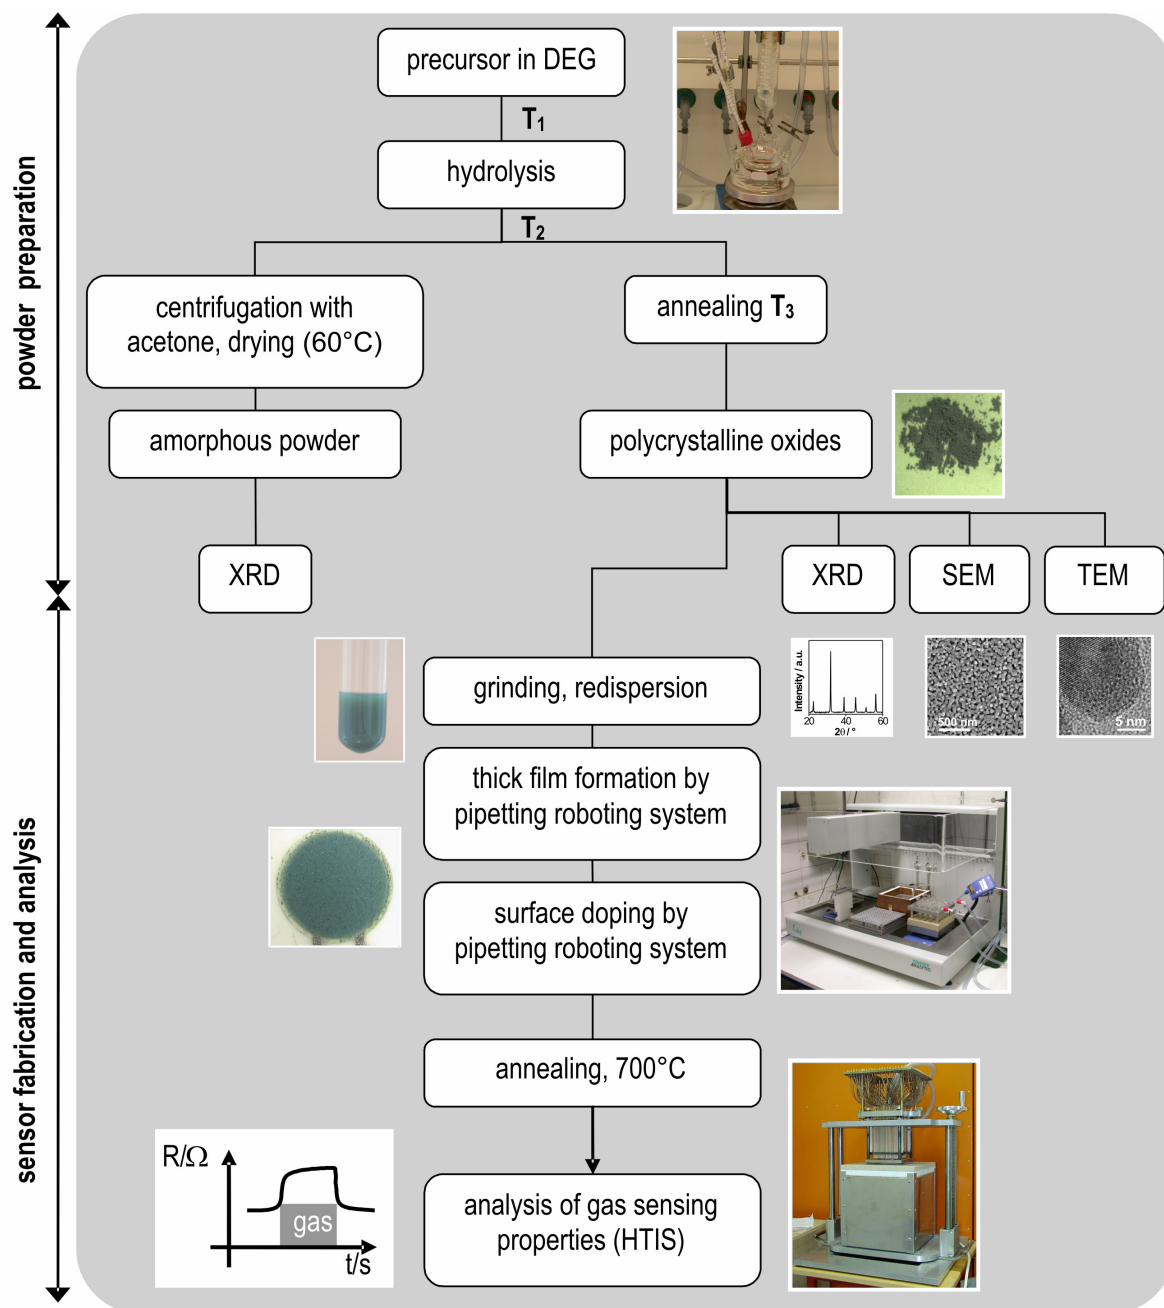 precursor in DEG
T1
hydrolysis
T2
centrifugation with
acetone, drying (60°C)
annealing T3
amorphous powder
polycrystalline oxides
XRD
XRD
SEM
TEM
powder preparation
grinding, redispersion
Intensity / a.u.
20
40
60
2θ / °
500 nm
5 nm
thick film formation by
pipetting roboting system
surface doping by
pipetting roboting system
annealing, 700°C
analysis of gas sensing
properties (HTIS)
R/Ω
gas
t/s
sensor fabrication and analysis